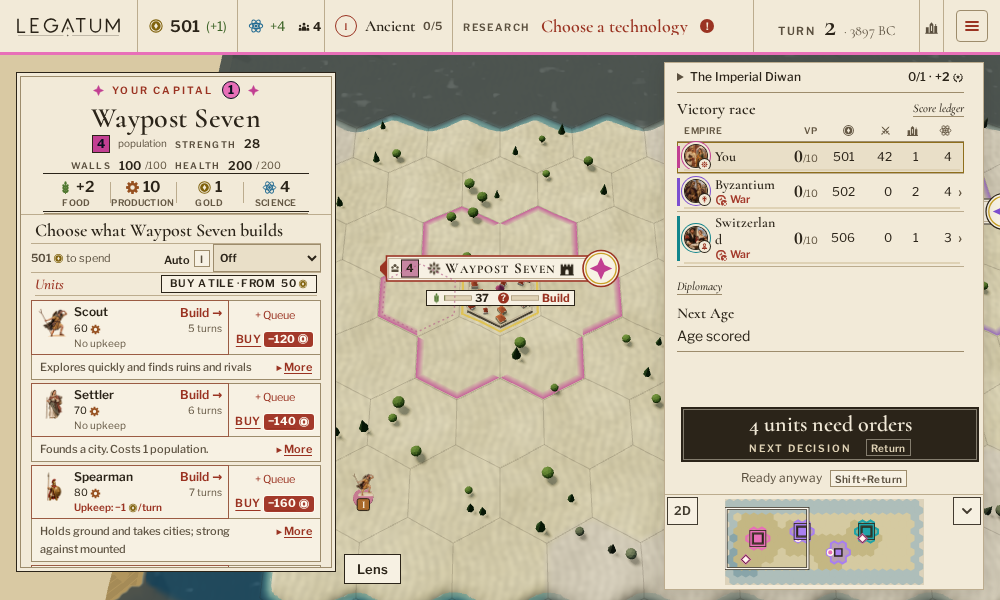 LEGATUM
501 (+1)
+4
4
I Ancient 0/5
RESEARCH Choose a technology !
TURN 2 · 3897 BC
YOUR CAPITAL 1
Waypost Seven
4 population STRENGTH 28
WALLS 100 /100 HEALTH 200 /200
+2 10 1 4
FOOD PRODUCTION GOLD SCIENCE
Choose what Waypost Seven builds
501 to spend Auto I Off
Units BUY A TILE · FROM 50
Scout Build →
60 5 turns
No upkeep
+ Queue
BUY −120
Explores quickly and finds ruins and rivals ▸ More
Settler Build →
70 6 turns
No upkeep
+ Queue
BUY −140
Founds a city. Costs 1 population. ▸ More
Spearman Build →
80 7 turns
Upkeep: −1 /turn
+ Queue
BUY −160
Holds ground and takes cities; strong against mounted ▸ More
4 Waypost Seven
37 ? Build
I
Lens
The Imperial Diwan 0/1 · +2
Victory race Score ledger
EMPIRE VP
You 0/10 501 42 1 4
Byzantium 0/10 502 0 2 4 ›
War
Switzerland 0/10 506 0 1 3 ›
War
Diplomacy
Next Age
Age scored
4 units need orders
NEXT DECISION Return
Ready anyway Shift+Return
2D